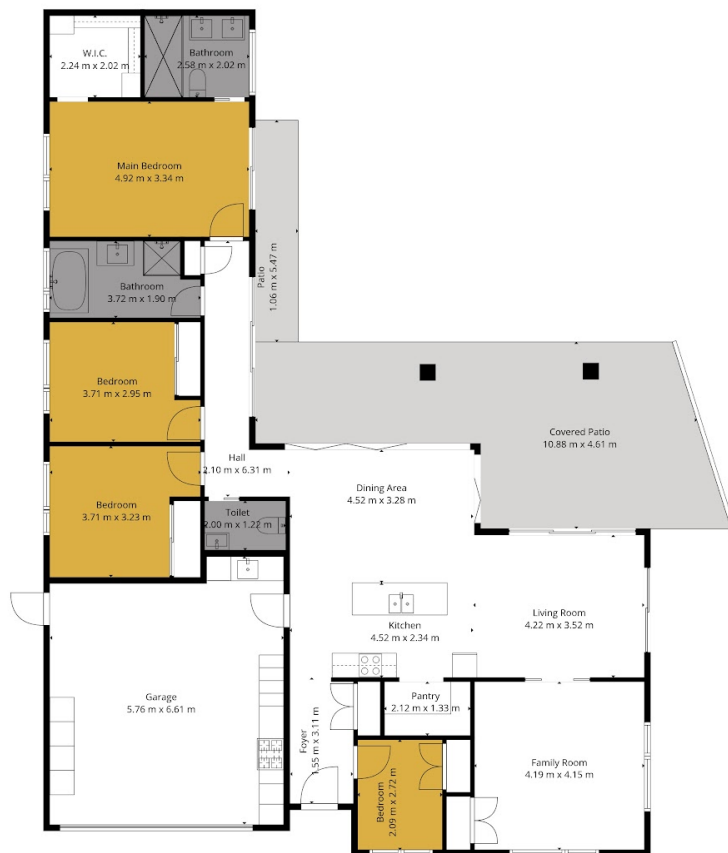 W.I.C.
2.24 m x 2.02 m
Bathroom
2.58 m x 2.02 m
Main Bedroom
4.92 m x 3.34 m
Patio
1.06 m x 5.47 m
Bathroom
3.72 m x 1.90 m
Bedroom
3.71 m x 2.95 m
Covered Patio
10.88 m x 4.61 m
Hall
2.10 m x 6.31 m
Dining Area
4.52 m x 3.28 m
Bedroom
3.71 m x 3.23 m
Toilet
2.00 m x 1.22 m
Living Room
4.22 m x 3.52 m
Kitchen
4.52 m x 2.34 m
Garage
5.76 m x 6.61 m
Pantry
2.12 m x 1.33 m
Foyer
1.55 m x 3.11 m
Family Room
4.19 m x 4.15 m
Bedroom
2.09 m x 2.72 m